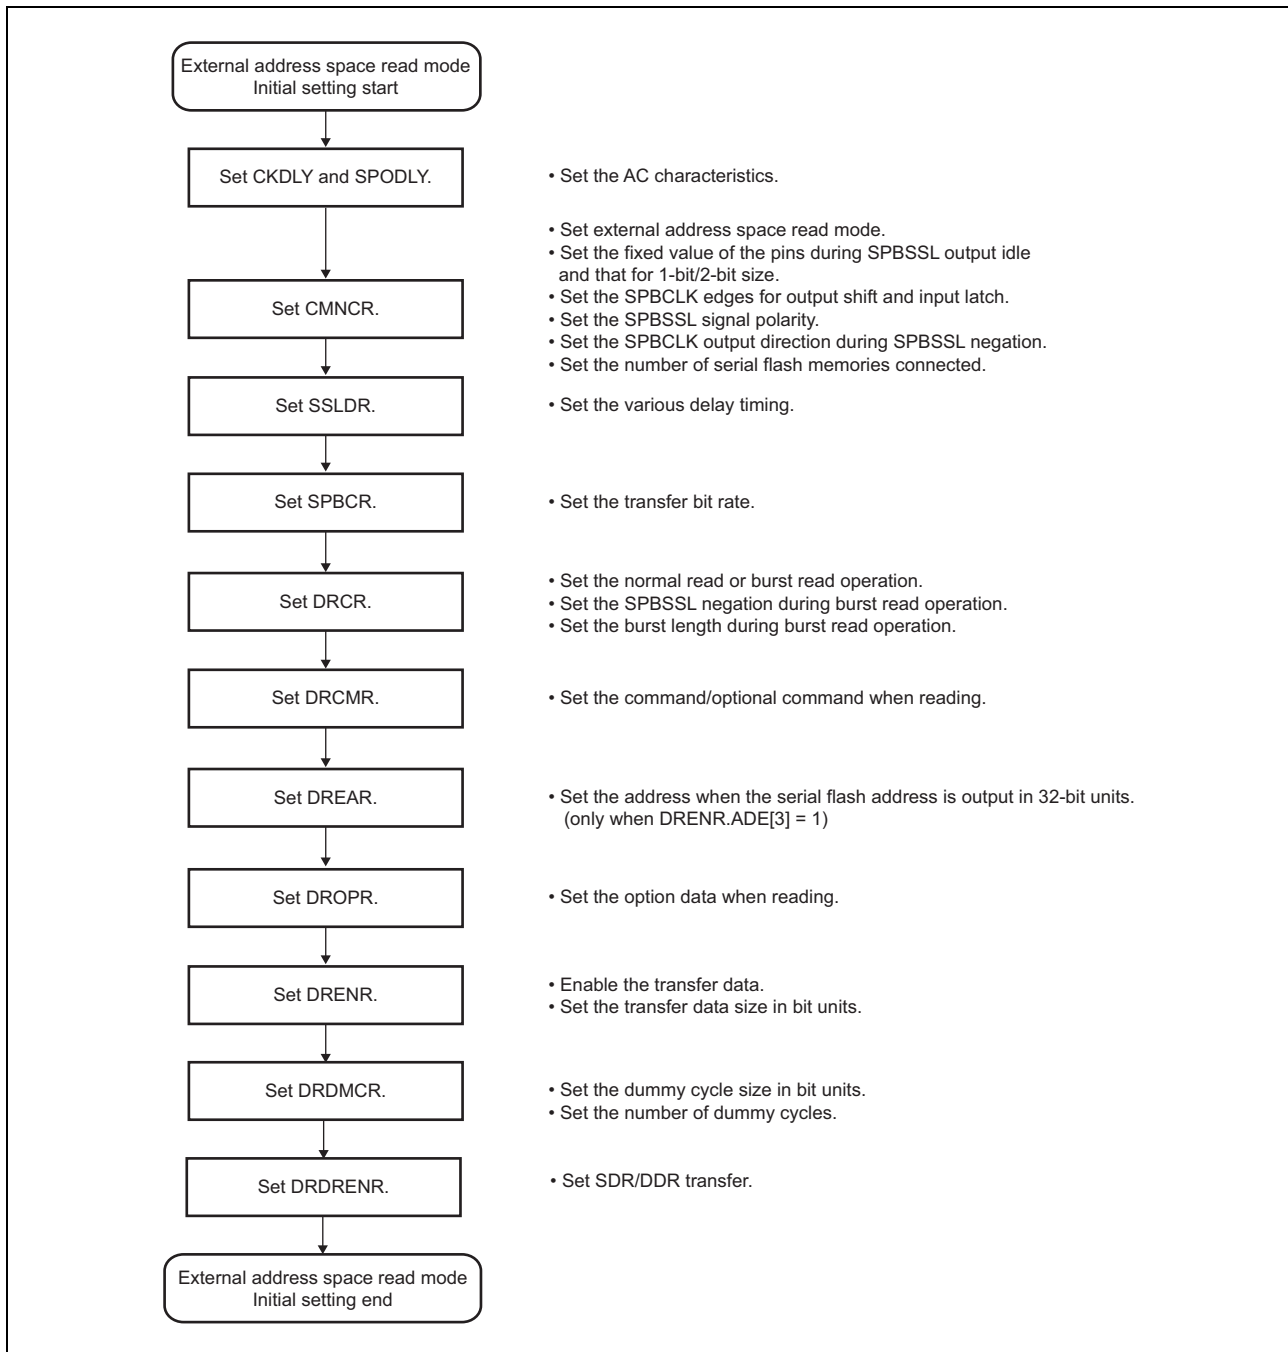 External address space read mode
Initial setting start
Set CKDLY and SPODLY.
• Set the AC characteristics.
Set CMNCR.
• Set external address space read mode.
• Set the fixed value of the pins during SPBSSL output idle
and that for 1-bit/2-bit size.
• Set the SPBCLK edges for output shift and input latch.
• Set the SPBSSL signal polarity.
• Set the SPBCLK output direction during SPBSSL negation.
• Set the number of serial flash memories connected.
Set SSLDR.
• Set the various delay timing.
Set SPBCR.
• Set the transfer bit rate.
Set DRCR.
• Set the normal read or burst read operation.
• Set the SPBSSL negation during burst read operation.
• Set the burst length during burst read operation.
Set DRCMR.
• Set the command/optional command when reading.
Set DREAR.
• Set the address when the serial flash address is output in 32-bit units.
(only when DRENR.ADE[3] = 1)
Set DROPR.
• Set the option data when reading.
Set DRENR.
• Enable the transfer data.
• Set the transfer data size in bit units.
Set DRDMCR.
• Set the dummy cycle size in bit units.
• Set the number of dummy cycles.
Set DRDRENR.
• Set SDR/DDR transfer.
External address space read mode
Initial setting end